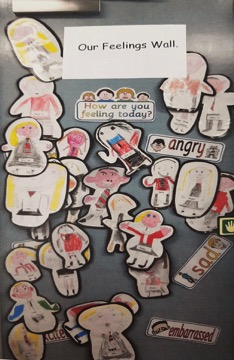 Our Feelings Wall.
How are you
feeling today?
angry
sad
embarrassed